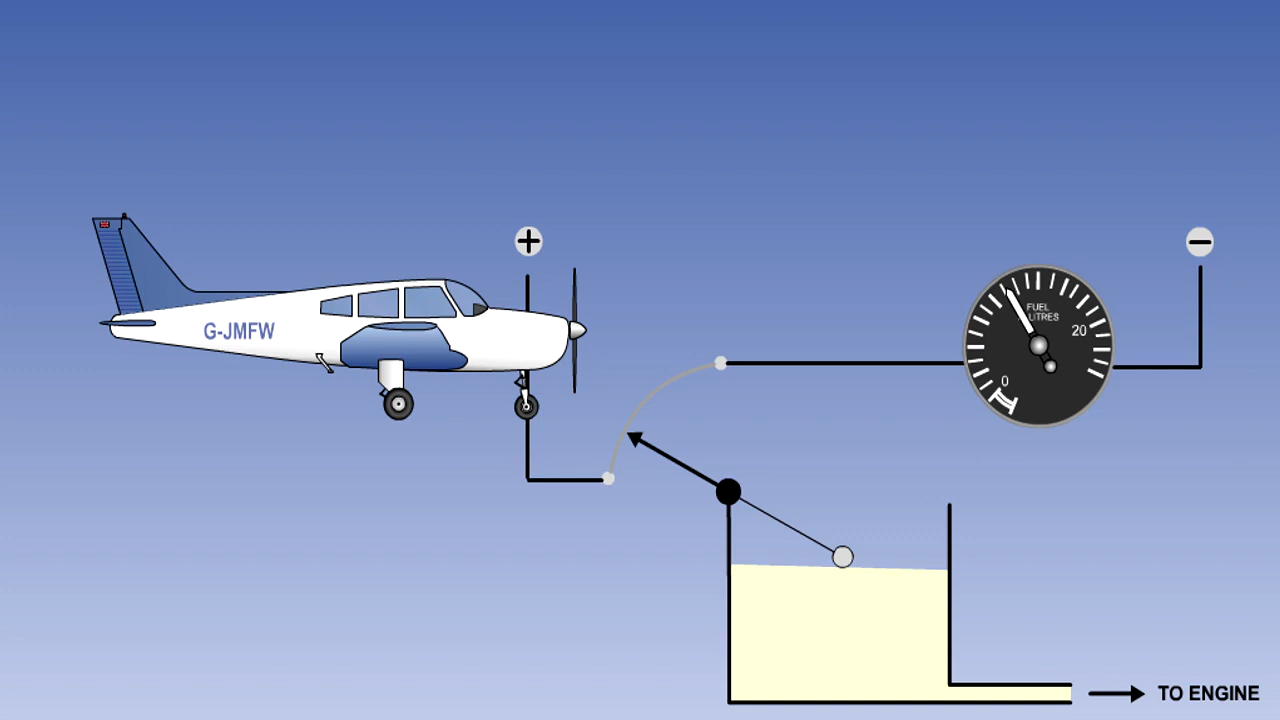 G-JMFW
+
−
FUEL
LITRES
20
0
TO ENGINE